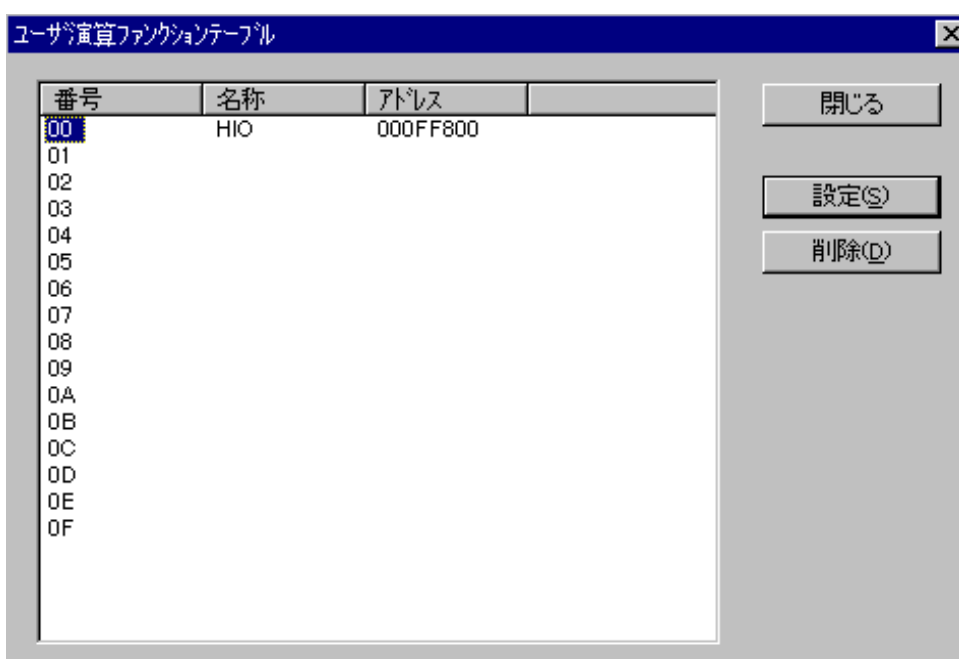 ユーザ演算ファンクションテーブル
番号 名称 アドレス
00 HIO 000FF800
01
02
03
04
05
06
07
08
09
0A
0B
0C
0D
0E
0F
閉じる
設定(S)
削除(D)